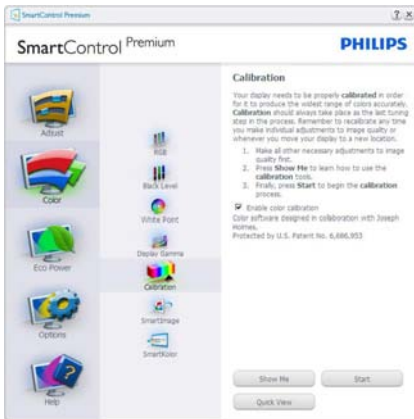 SmartControl Premium
SmartControl Premium
PHILIPS
Adjust
Color
Eco Power
Options
Help
RGB
Black Level
White Point
Display Gamma
Calibration
SmartImage
SmartKolor
Calibration
Your display needs to be properly calibrated in order
for it to produce the widest range of colors accurately.
Calibration should always take place as the last tuning
step in the process. Remember to recalibrate any time
you make individual adjustments to image quality or
whenever you move your display to a new location.
1. Make all other necessary adjustments to image
quality first.
2. Press Show Me to learn how to use the
calibration tools.
3. Finally, press Start to begin the calibration
process.
Enable color calibration
Color software designed in collaboration with Joseph
Holmes.
Protected by U.S. Patent No. 6,686,953
Show Me
Start
Quick View